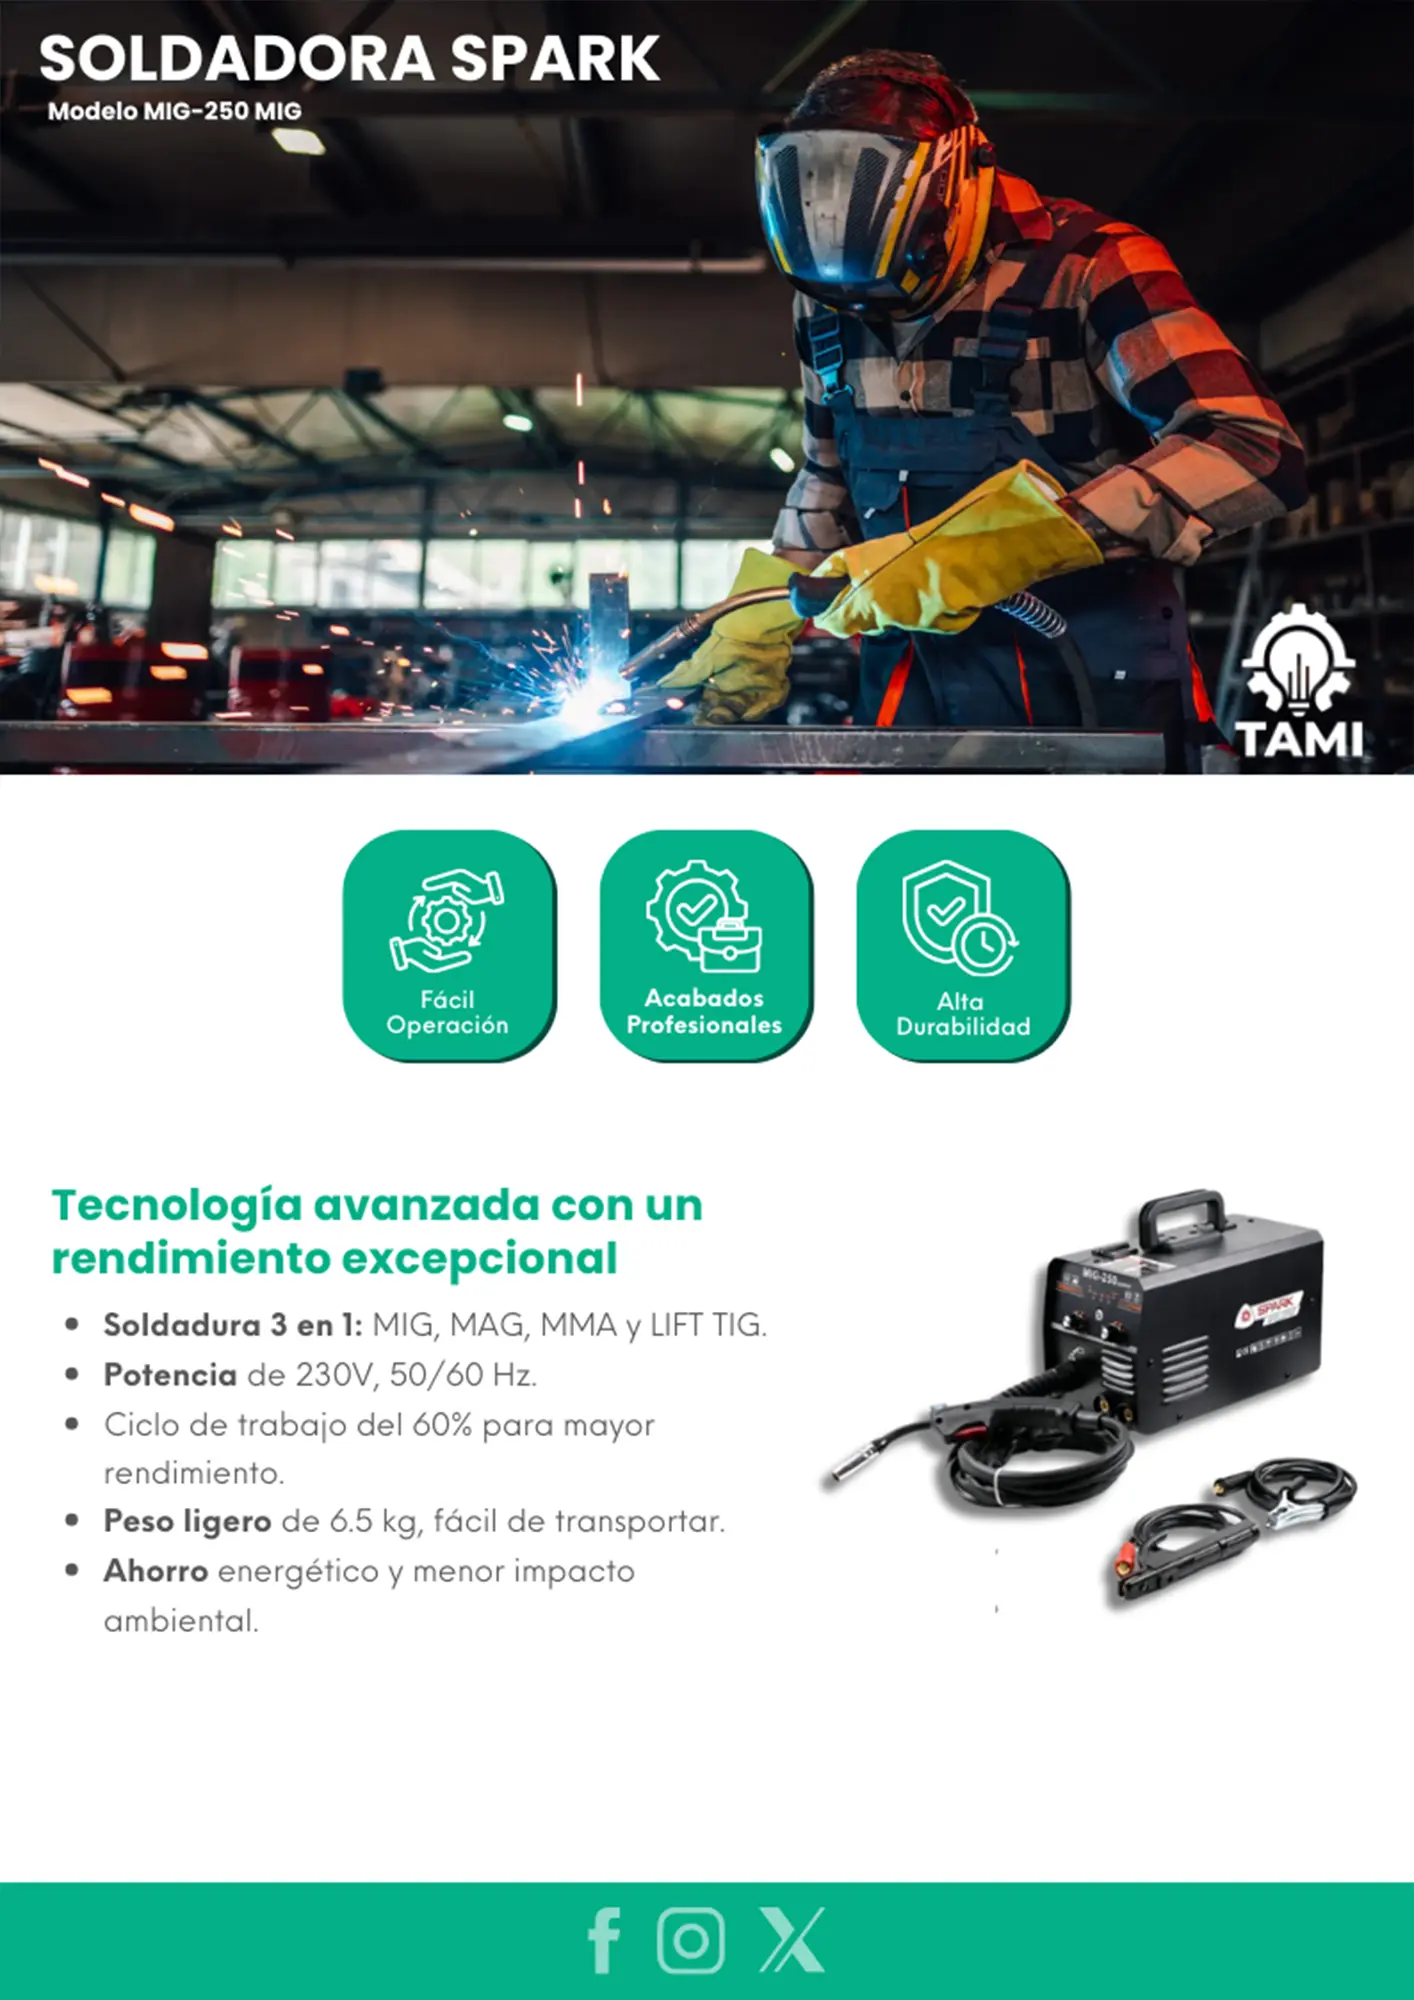 SOLDADORA SPARK
Modelo MIG-250 MIG
TAMI
Fácil
Operación
Acabados
Profesionales
Alta
Durabilidad
Tecnología avanzada con un
rendimiento excepcional
• Soldadura 3 en 1: MIG, MAG, MMA y LIFT TIG.
• Potencia de 230V, 50/60 Hz.
• Ciclo de trabajo del 60% para mayor
rendimiento.
• Peso ligero de 6.5 kg, fácil de transportar.
• Ahorro energético y menor impacto
ambiental.
MIG-250
SPARK